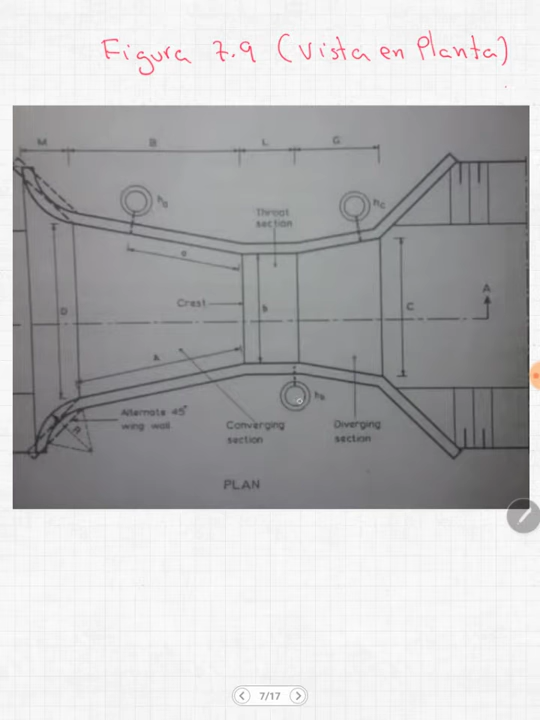 Figura 7.9 (Vista en Planta)
M B L G
ha
hc
Throat
section
a
A
D
Crest
b
C
A
hb
Alternate 45°
wing wall
R
Converging
section
Diverging
section
PLAN
7/17